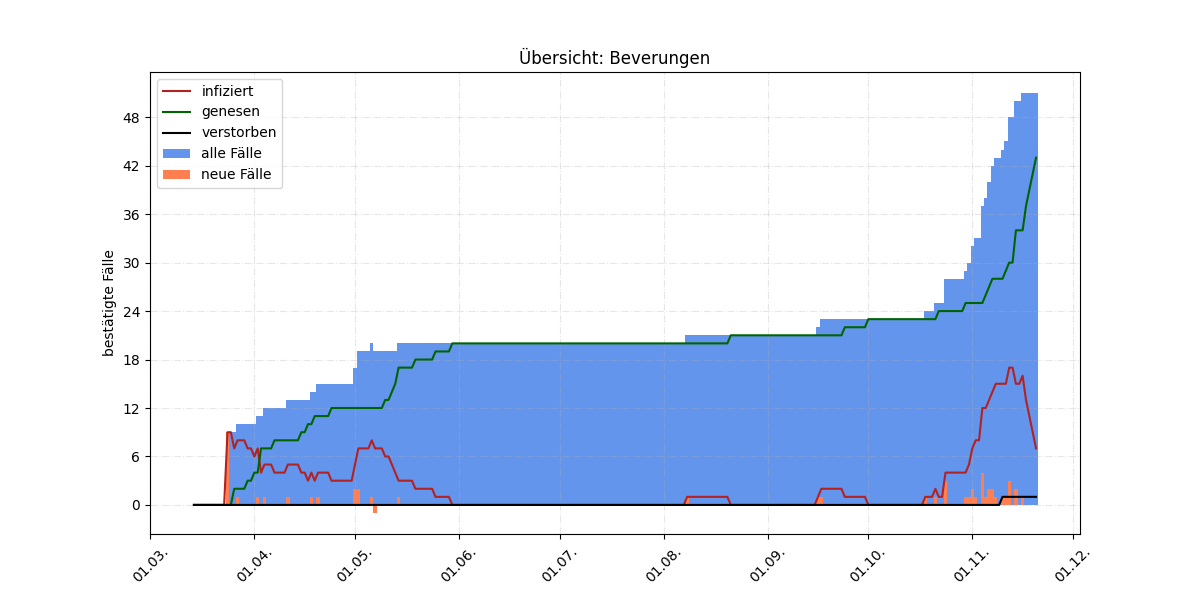 Übersicht: Beverungen
infiziert
genesen
verstorben
alle Fälle
neue Fälle
bestätigte Fälle
48
42
36
30
24
18
12
6
0
01.03.
01.04.
01.05.
01.06.
01.07.
01.08.
01.09.
01.10.
01.11.
01.12.